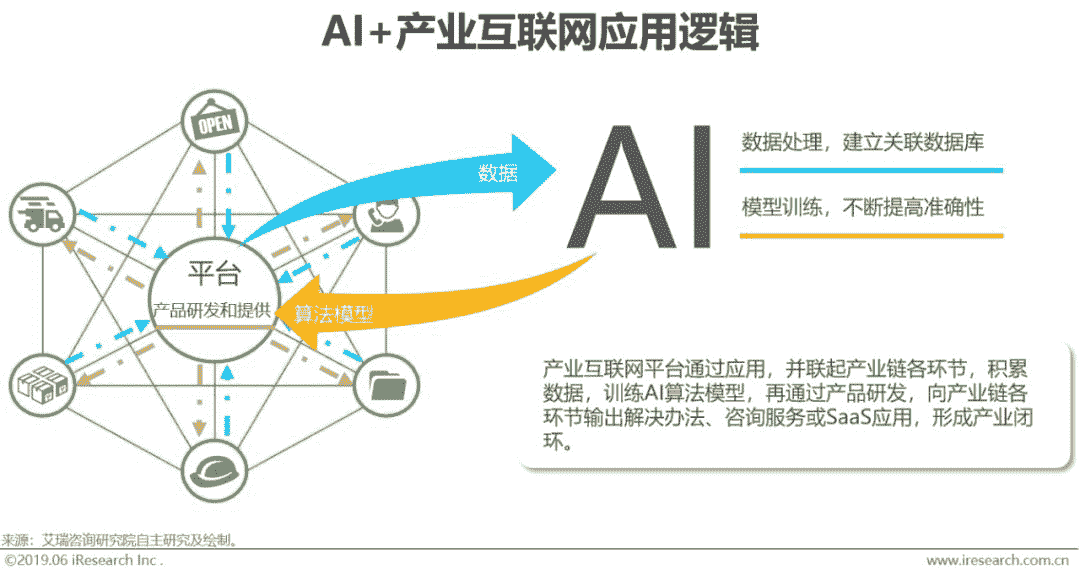 AI+产业互联网应用逻辑
OPEN
数据
AI
数据处理，建立关联数据库
模型训练，不断提高准确性
平台
产品研发和提供
算法模型
产业互联网平台通过应用，并联起产业链各环节，积累
数据，训练AI算法模型，再通过产品研发，向产业链各
环节输出解决办法、咨询服务或SaaS应用，形成产业闭
环。
来源：艾瑞咨询研究院自主研究及绘制。
©2019.06 iResearch Inc .
www.iresearch.com.cn